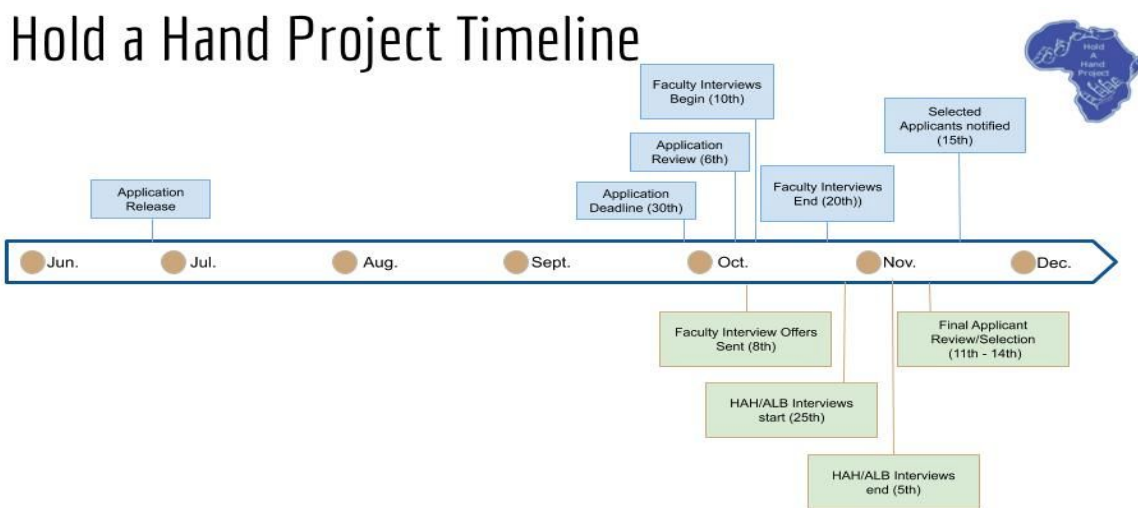 Hold a Hand Project Timeline
Hold
A
Hand
Project
Faculty Interviews
Begin (10th)
Selected
Applicants notified
(15th)
Application
Review (6th)
Application
Release
Application
Deadline (30th)
Faculty Interviews
End (20th))
Jun.
Jul.
Aug.
Sept.
Oct.
Nov.
Dec.
Faculty Interview Offers
Sent (8th)
Final Applicant
Review/Selection
(11th - 14th)
HAH/ALB Interviews
start (25th)
HAH/ALB Interviews
end (5th)